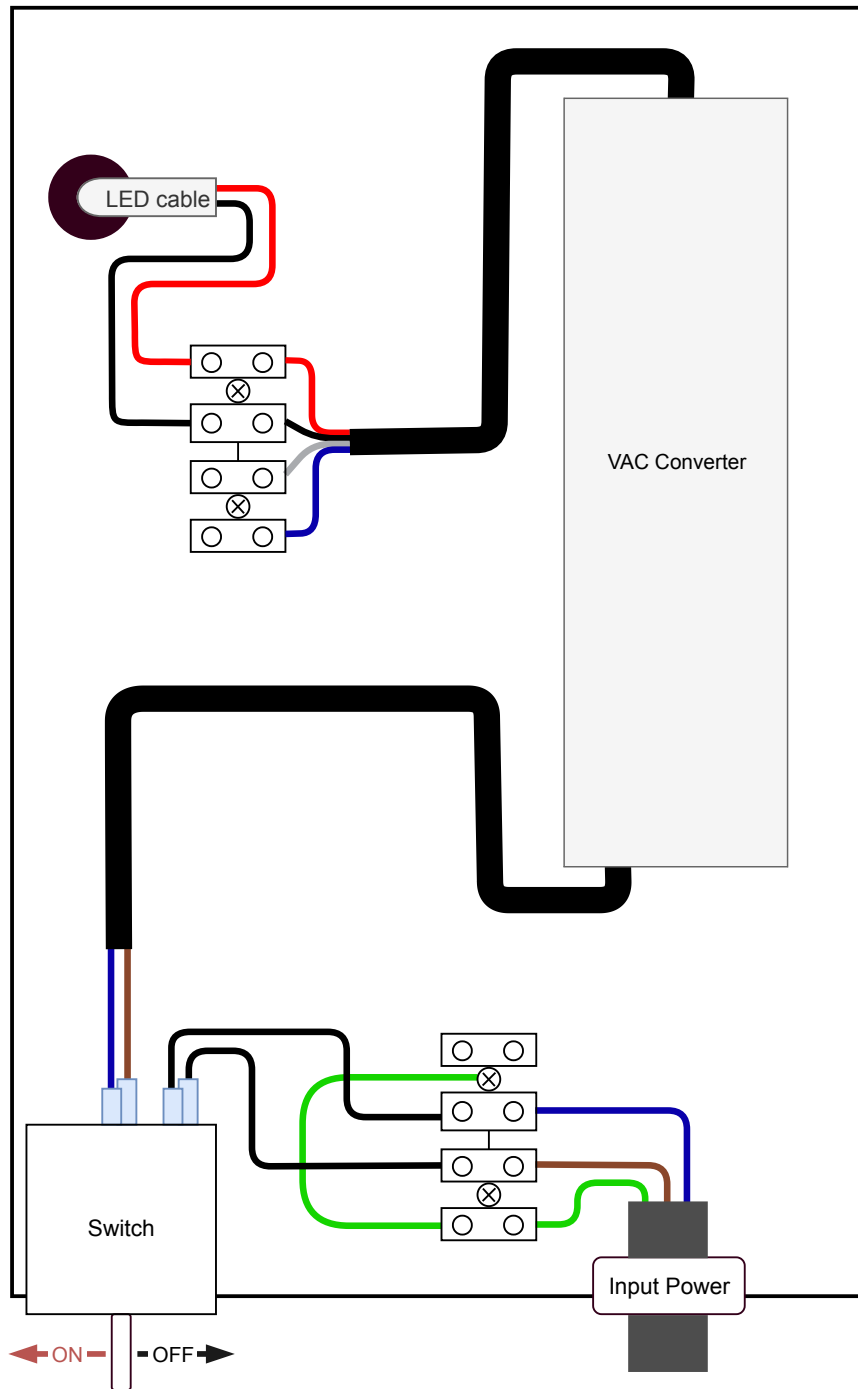 LED cable
VAC Converter
Switch
Input Power
ON
OFF